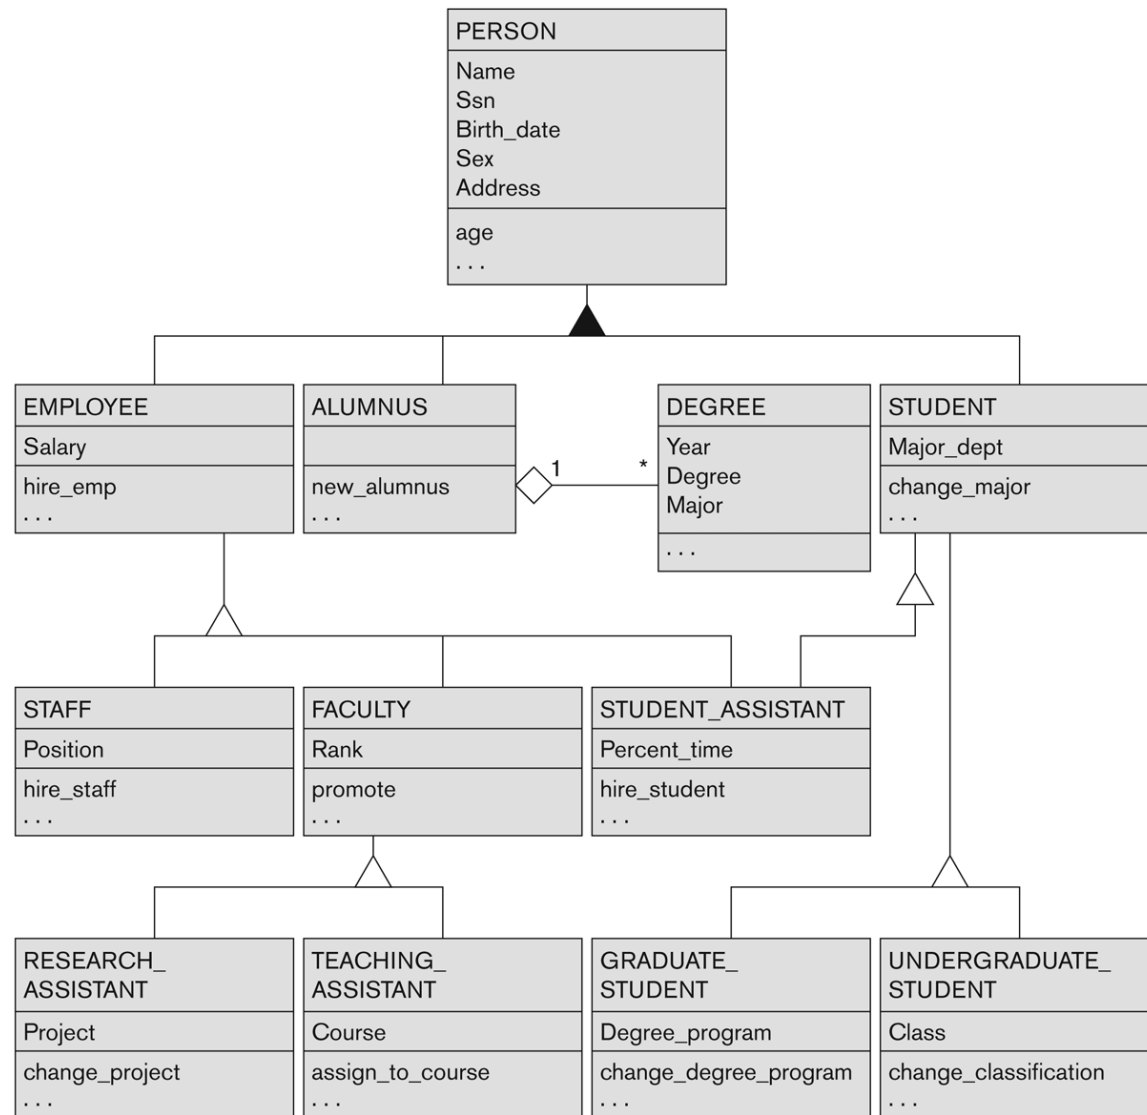 PERSON
Name
Ssn
Birth_date
Sex
Address
age
. . .
EMPLOYEE
Salary
hire_emp
. . .
ALUMNUS
new_alumnus
. . .
1
*
DEGREE
Year
Degree
Major
. . .
STUDENT
Major_dept
change_major
. . .
STAFF
Position
hire_staff
. . .
FACULTY
Rank
promote
. . .
STUDENT_ASSISTANT
Percent_time
hire_student
. . .
RESEARCH_
ASSISTANT
Project
change_project
. . .
TEACHING_
ASSISTANT
Course
assign_to_course
. . .
GRADUATE_
STUDENT
Degree_program
change_degree_program
. . .
UNDERGRADUATE_
STUDENT
Class
change_classification
. . .